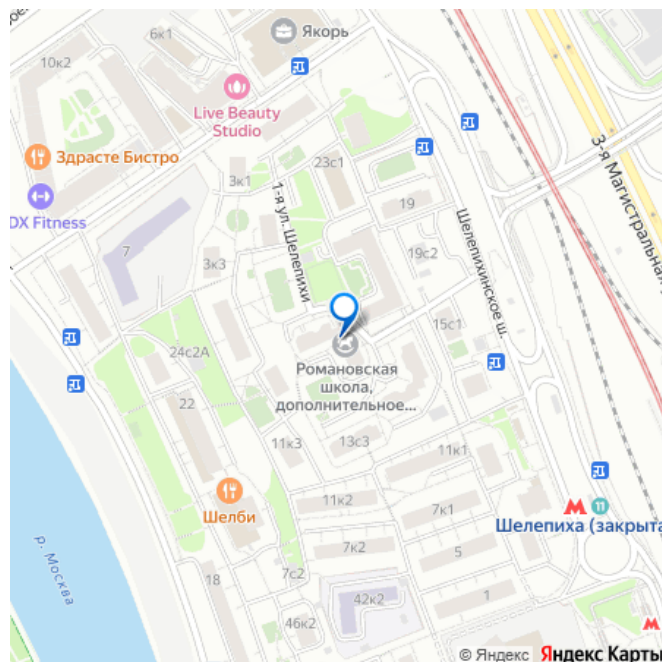 6к1
Якорь
10к2
Live Beauty
Studio
3-я Магистральная
Здрасте Бистро
DX Fitness
3к1
23с1
1-я ул. Шелепихи
19
19с2
7
3к3
Шелепихинское ш.
15с1
24с2А
Романовская
школа,
дополнительное...
22
11к3
13с3
11к1
Шелби
11к2
7к1
11
Шелепиха (закрыта
7к2
5
р. Москва
18
7с2
42к2
1
46к2
© Яндекс Яндекс Карты